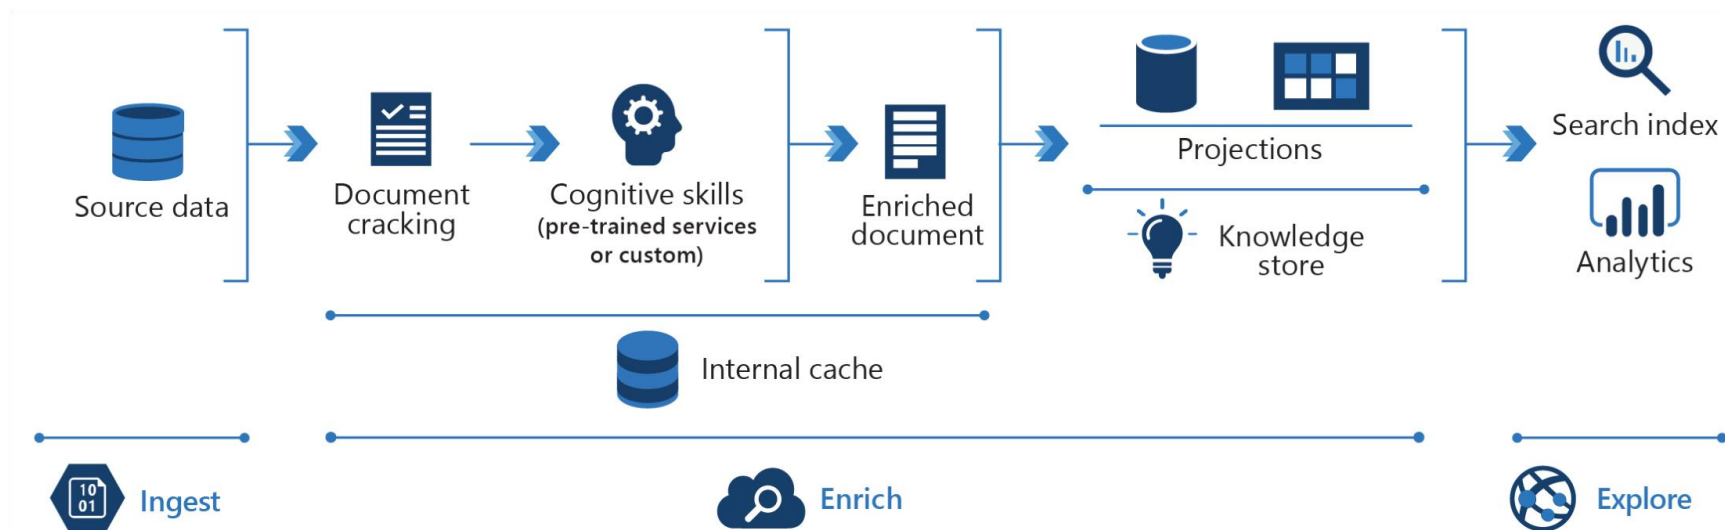 Source data
Document
cracking
Cognitive skills
(pre-trained services
or custom)
Enriched
document
Projections
Knowledge
store
Search index
Analytics
Internal cache
10
01
Ingest
Enrich
Explore